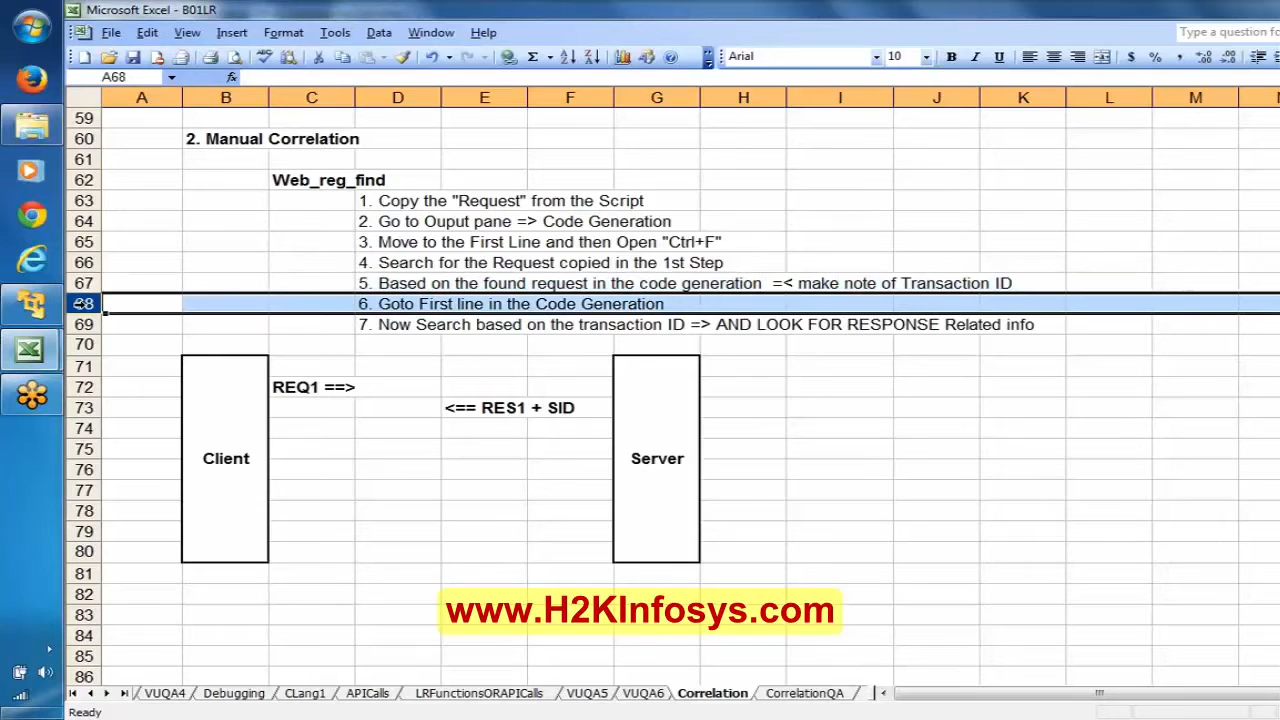 Microsoft Excel - B01LR
File Edit View Insert Format Tools Data Window Help
Type a question fo
Arial 10 B I U $ %
A68 fx
A B C D E F G H I J K L M N
59
60 2. Manual Correlation
61
62 Web_reg_find
63 1. Copy the "Request" from the Script
64 2. Go to Ouput pane => Code Generation
65 3. Move to the First Line and then Open "Ctrl+F"
66 4. Search for the Request copied in the 1st Step
67 5. Based on the found request in the code generation =< make note of Transaction ID
68 6. Goto First line in the Code Generation
69 7. Now Search based on the transaction ID => AND LOOK FOR RESPONSE Related info
70
71
72 REQ1 ==>
73 <== RES1 + SID
74
75
Client Server
76
77
78
79
80
81
82
83
www.H2KInfosys.com
84
85
86
VUQA4 Debugging CLang1 APICalls LRFunctionsORAPICalls VUQA5 VUQA6 Correlation CorrelationQA
Ready